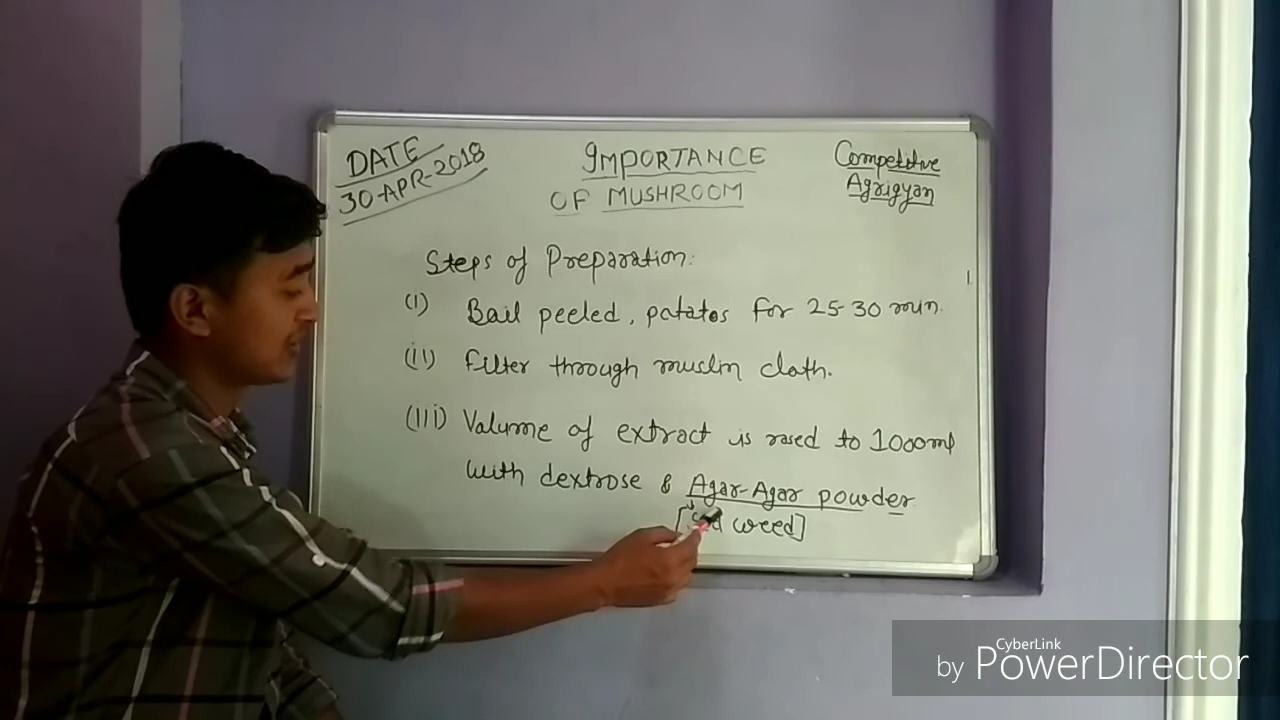 DATE
30-APR-2018
IMPORTANCE
OF MUSHROOM
Competitive
Agrigyan
Steps of Preparation:
(i) Bail peeled, patatos for 25-30 min.
(ii) Filter through muslin cloth.
(iii) Volume of extract is rased to 1000ml
with dextrose & Agar-Agar powder
weed]
CyberLink
by PowerDirector